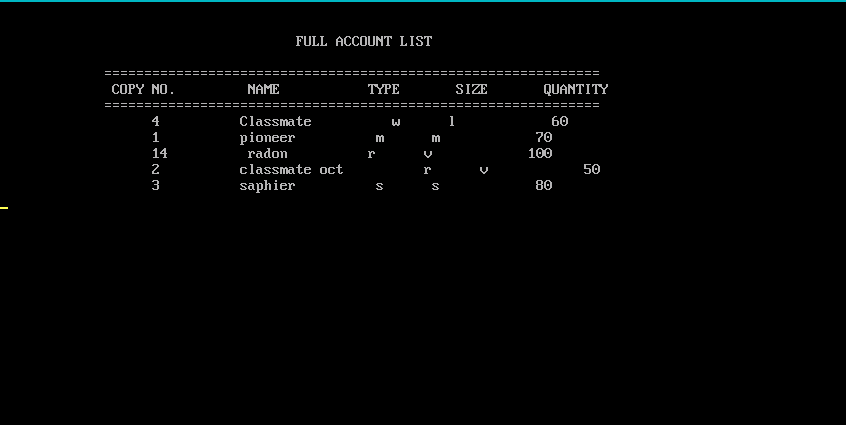 FULL ACCOUNT LIST
==============================================================
COPY NO. NAME TYPE SIZE QUANTITY
==============================================================
4 Classmate w l 60
1 pioneer m m 70
14 radon r v 100
2 classmate oct r v 50
3 saphier s s 80